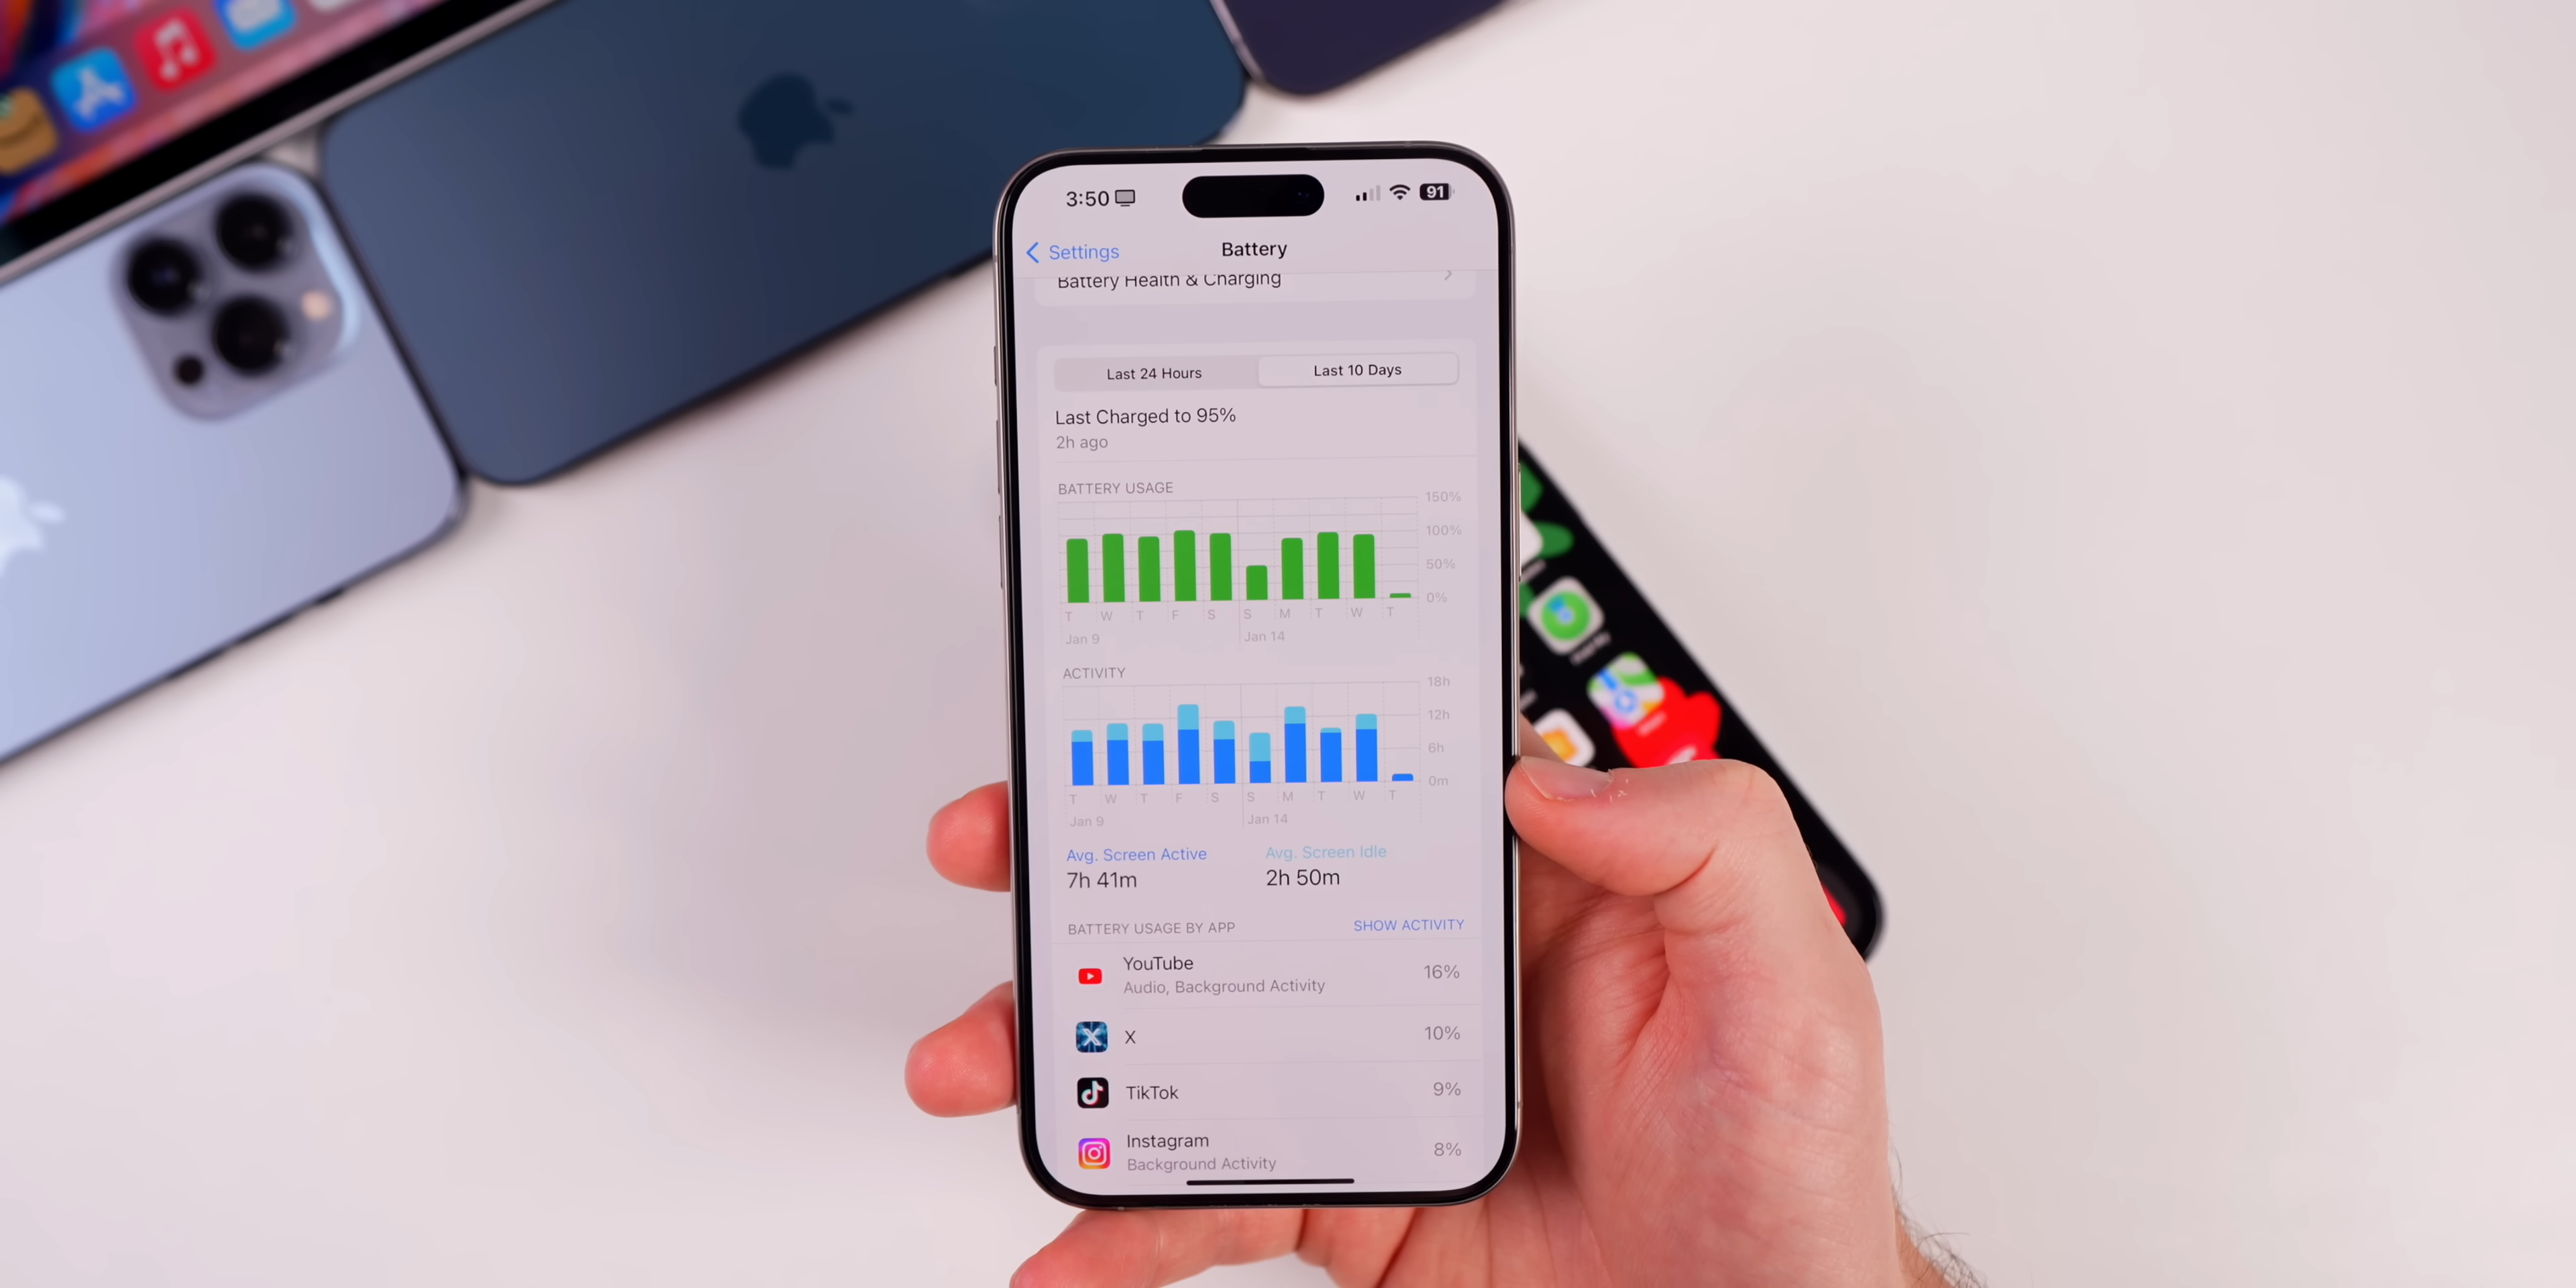 3:50 91
Settings Battery
Battery Health & Charging
Last 24 Hours Last 10 Days
Last Charged to 95%
2h ago
BATTERY USAGE
150%
100%
50%
0%
T W T F S S M T W T
Jan 9 Jan 14
ACTIVITY
18h
12h
6h
0m
T W T F S S M T W T
Jan 9 Jan 14
Avg. Screen Active Avg. Screen Idle
7h 41m 2h 50m
BATTERY USAGE BY APP SHOW ACTIVITY
YouTube 16%
Audio, Background Activity
X 10%
TikTok 9%
Instagram 8%
Background Activity